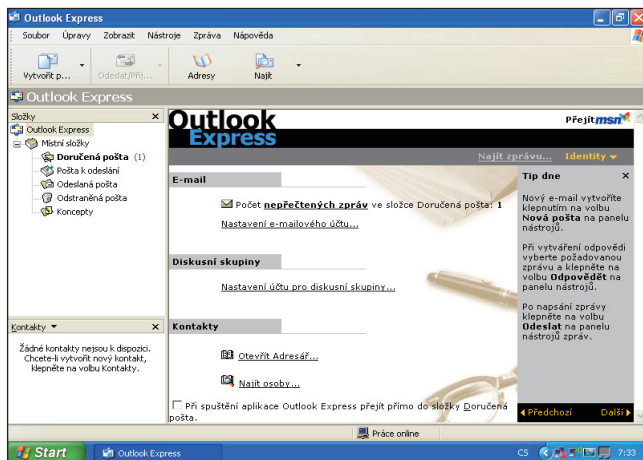 Outlook Express
Soubor Úpravy Zobrazit Nástroje Zpráva Nápověda
Vytvořit p... Odeslat/Přij... Adresy Najít
Outlook Express
Složky
Outlook Express
Místní složky
Doručená pošta (1)
Pošta k odeslání
Odeslaná pošta
Odstraněná pošta
Koncepty
Kontakty
Žádné kontakty nejsou k dispozici.
Chcete-li vytvořit nový kontakt,
klepněte na volbu Kontakty.
Outlook
Express
Přejít msn
Najít zprávu... Identity
E-mail
Počet nepřečtených zpráv ve složce Doručená pošta: 1
Nastavení e-mailového účtu...
Diskusní skupiny
Nastavení účtu pro diskusní skupiny...
Kontakty
Otevřít Adresář...
Najít osoby...
Při spuštění aplikace Outlook Express přejít přímo do složky Doručená
pošta.
Tip dne
Nový e-mail vytvoříte
klepnutím na volbu
Nová pošta na panelu
nástrojů.
Při vytváření odpovědi
vyberte požadovanou
zprávu a klepněte na
volbu Odpovědět na
panelu nástrojů.
Po napsání zprávy
klepněte na volbu
Odeslat na panelu
nástrojů zpráv.
Předchozí Další
Práce online
Start Outlook Express CS 7:33